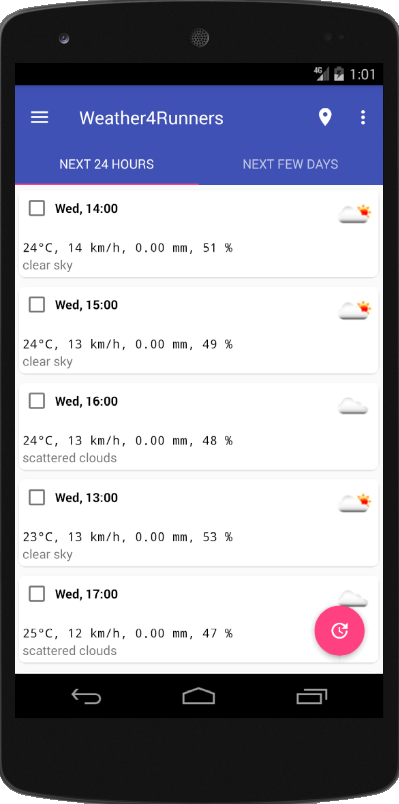 4G 1:01
Weather4Runners
NEXT 24 HOURS NEXT FEW DAYS
Wed, 14:00
24°C, 14 km/h, 0.00 mm, 51 %
clear sky
Wed, 15:00
24°C, 13 km/h, 0.00 mm, 49 %
clear sky
Wed, 16:00
24°C, 13 km/h, 0.00 mm, 48 %
scattered clouds
Wed, 13:00
23°C, 13 km/h, 0.00 mm, 53 %
clear sky
Wed, 17:00
25°C, 12 km/h, 0.00 mm, 47 %
scattered clouds